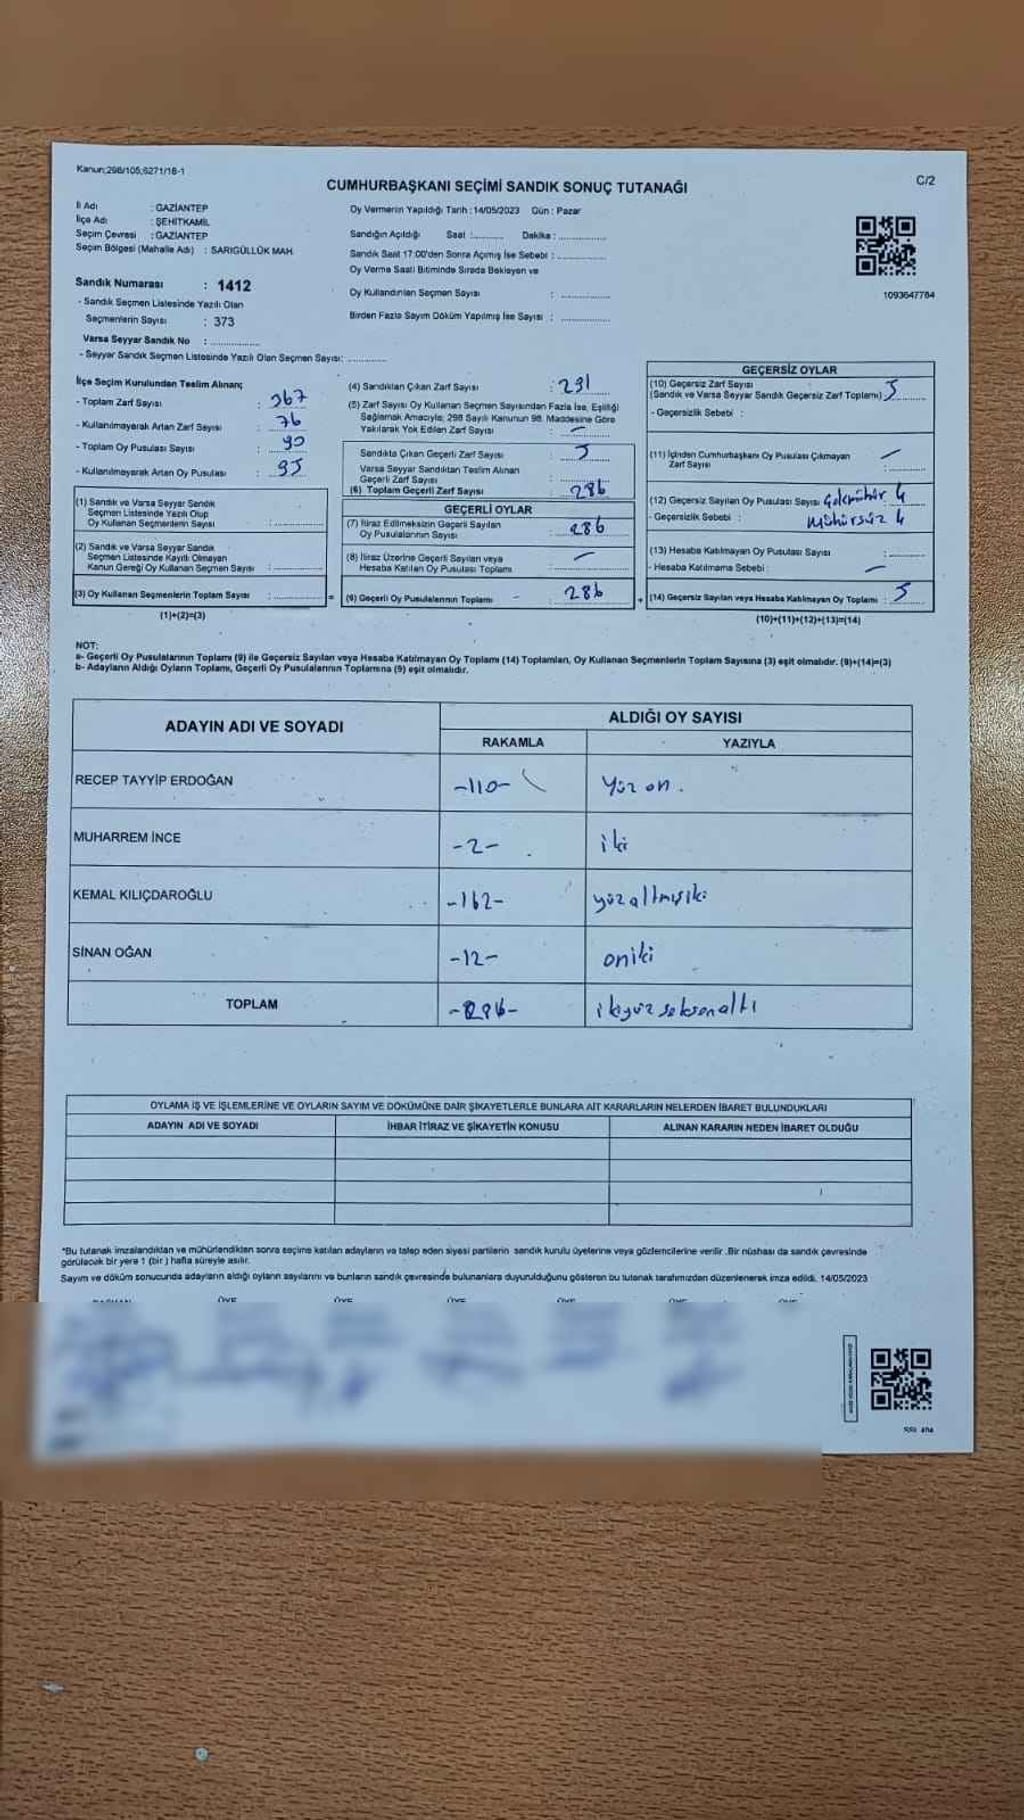 Kanun;298/105;6271/18-1
CUMHURBAŞKANI SEÇİMİ SANDIK SONUÇ TUTANAĞI
C/2
İl Adı : GAZİANTEP
İlçe Adı : ŞEHİTKAMİL
Seçim Çevresi : GAZİANTEP
Seçim Bölgesi (Mahalle Adı) : SARIGÜLLÜK MAH.
Sandık Numarası : 1412
- Sandık Seçmen Listesinde Yazılı Olan
Seçmenlerin Sayısı : 373
Varsa Seyyar Sandık No : ..............
- Seyyar Sandık Seçmen Listesinde Yazılı Olan Seçmen Sayısı: ............
Oy Vermenin Yapıldığı Tarih : 14/05/2023 Gün : Pazar
Sandığın Açıldığı Saat :.......... Dakika : ..............
Sandık Saat 17:00'den Sonra Açılmış İse Sebebi : ..............
Oy Verme Saati Bitiminde Sırada Bekleyen ve
Oy Kullandırılan Seçmen Sayısı : ..............
Birden Fazla Sayım Döküm Yapılmış İse Sayısı : ..............
1093647764
İlçe Seçim Kurulundan Teslim Alınan;
- Toplam Zarf Sayısı : 367
- Kullanılmayarak Artan Zarf Sayısı : 76
- Toplam Oy Pusulası Sayısı : 90
- Kullanılmayarak Artan Oy Pusulası : 95
(1) Sandık ve Varsa Seyyar Sandık
Seçmen Listesinde Yazılı Olup
Oy Kullanan Seçmenlerin Sayısı : ..............
(2) Sandık ve Varsa Seyyar Sandık
Seçmen Listesinde Kayıtlı Olmayan
Kanun Gereği Oy Kullanan Seçmen Sayısı : ..............
(3) Oy Kullanan Seçmenlerin Toplam Sayısı : ..............
(1)+(2)=(3)
(4) Sandıktan Çıkan Zarf Sayısı : 291
(5) Zarf Sayısı Oy Kullanan Seçmen Sayısından Fazla İse, Eşitliği
Sağlamak Amacıyla; 298 Sayılı Kanunun 98. Maddesine Göre
Yakılarak Yok Edilen Zarf Sayısı : –
Sandıkta Çıkan Geçerli Zarf Sayısı : 5
Varsa Seyyar Sandıktan Teslim Alınan
Geçerli Zarf Sayısı : ..............
(6) Toplam Geçerli Zarf Sayısı : 286
GEÇERLİ OYLAR
(7) İtiraz Edilmeksizin Geçerli Sayılan
Oy Pusulalarının Sayısı : 286
(8) İtiraz Üzerine Geçerli Sayılan veya
Hesaba Katılan Oy Pusulası Toplamı : –
(9) Geçerli Oy Pusulalarının Toplamı : 286
GEÇERSİZ OYLAR
(10) Geçersiz Zarf Sayısı
(Sandık ve Varsa Seyyar Sandık Geçersiz Zarf Toplamı) : 5
- Geçersizlik Sebebi :
(11) İçinden Cumhurbaşkanı Oy Pusulası Çıkmayan
Zarf Sayısı : –
(12) Geçersiz Sayılan Oy Pusulası Sayısı : 4
- Geçersizlik Sebebi : Mühürsüz 4
(13) Hesaba Katılmayan Oy Pusulası Sayısı : ..............
- Hesaba Katılmama Sebebi : –
(14) Geçersiz Sayılan veya Hesaba Katılmayan Oy Toplamı : 5
(10)+(11)+(12)+(13)=(14)
NOT:
a- Geçerli Oy Pusulalarının Toplamı (9) ile Geçersiz Sayılan veya Hesaba Katılmayan Oy Toplamı (14) Toplamları, Oy Kullanan Seçmenlerin Toplam Sayısına (3) eşit olmalıdır. (9)+(14)=(3)
b- Adayların Aldığı Oyların Toplamı, Geçerli Oy Pusulalarının Toplamına (9) eşit olmalıdır.
ADAYIN ADI VE SOYADI
ALDIĞI OY SAYISI
RAKAMLA YAZIYLA
RECEP TAYYİP ERDOĞAN -110- Yüz on.
MUHARREM İNCE -2- iki
KEMAL KILIÇDAROĞLU -162- yüzaltmışiki
SİNAN OĞAN -12- oniki
TOPLAM -286- ikiyüzseksenaltı
OYLAMA İŞ VE İŞLEMLERİNE VE OYLARIN SAYIM VE DÖKÜMÜNE DAİR ŞİKAYETLERLE BUNLARA AİT KARARLARIN NELERDEN İBARET BULUNDUKLARI
ADAYIN ADI VE SOYADI İHBAR İTİRAZ VE ŞİKAYETİN KONUSU ALINAN KARARIN NEDEN İBARET OLDUĞU
*Bu tutanak imzalandıktan ve mühürlendikten sonra seçime katılan adayların ve talep eden siyasi partilerin sandık kurulu üyelerine veya gözlemcilerine verilir .Bir nüshası da sandık çevresinde
görülecek bir yere 1 (bir ) hafta süreyle asılır.
Sayım ve döküm sonucunda adayların aldığı oyların sayılarını ve bunların sandık çevresinde bulunanlara duyurulduğunu gösteren bu tutanak tarafımızdan düzenlenerek imza edildi. 14/05/2023